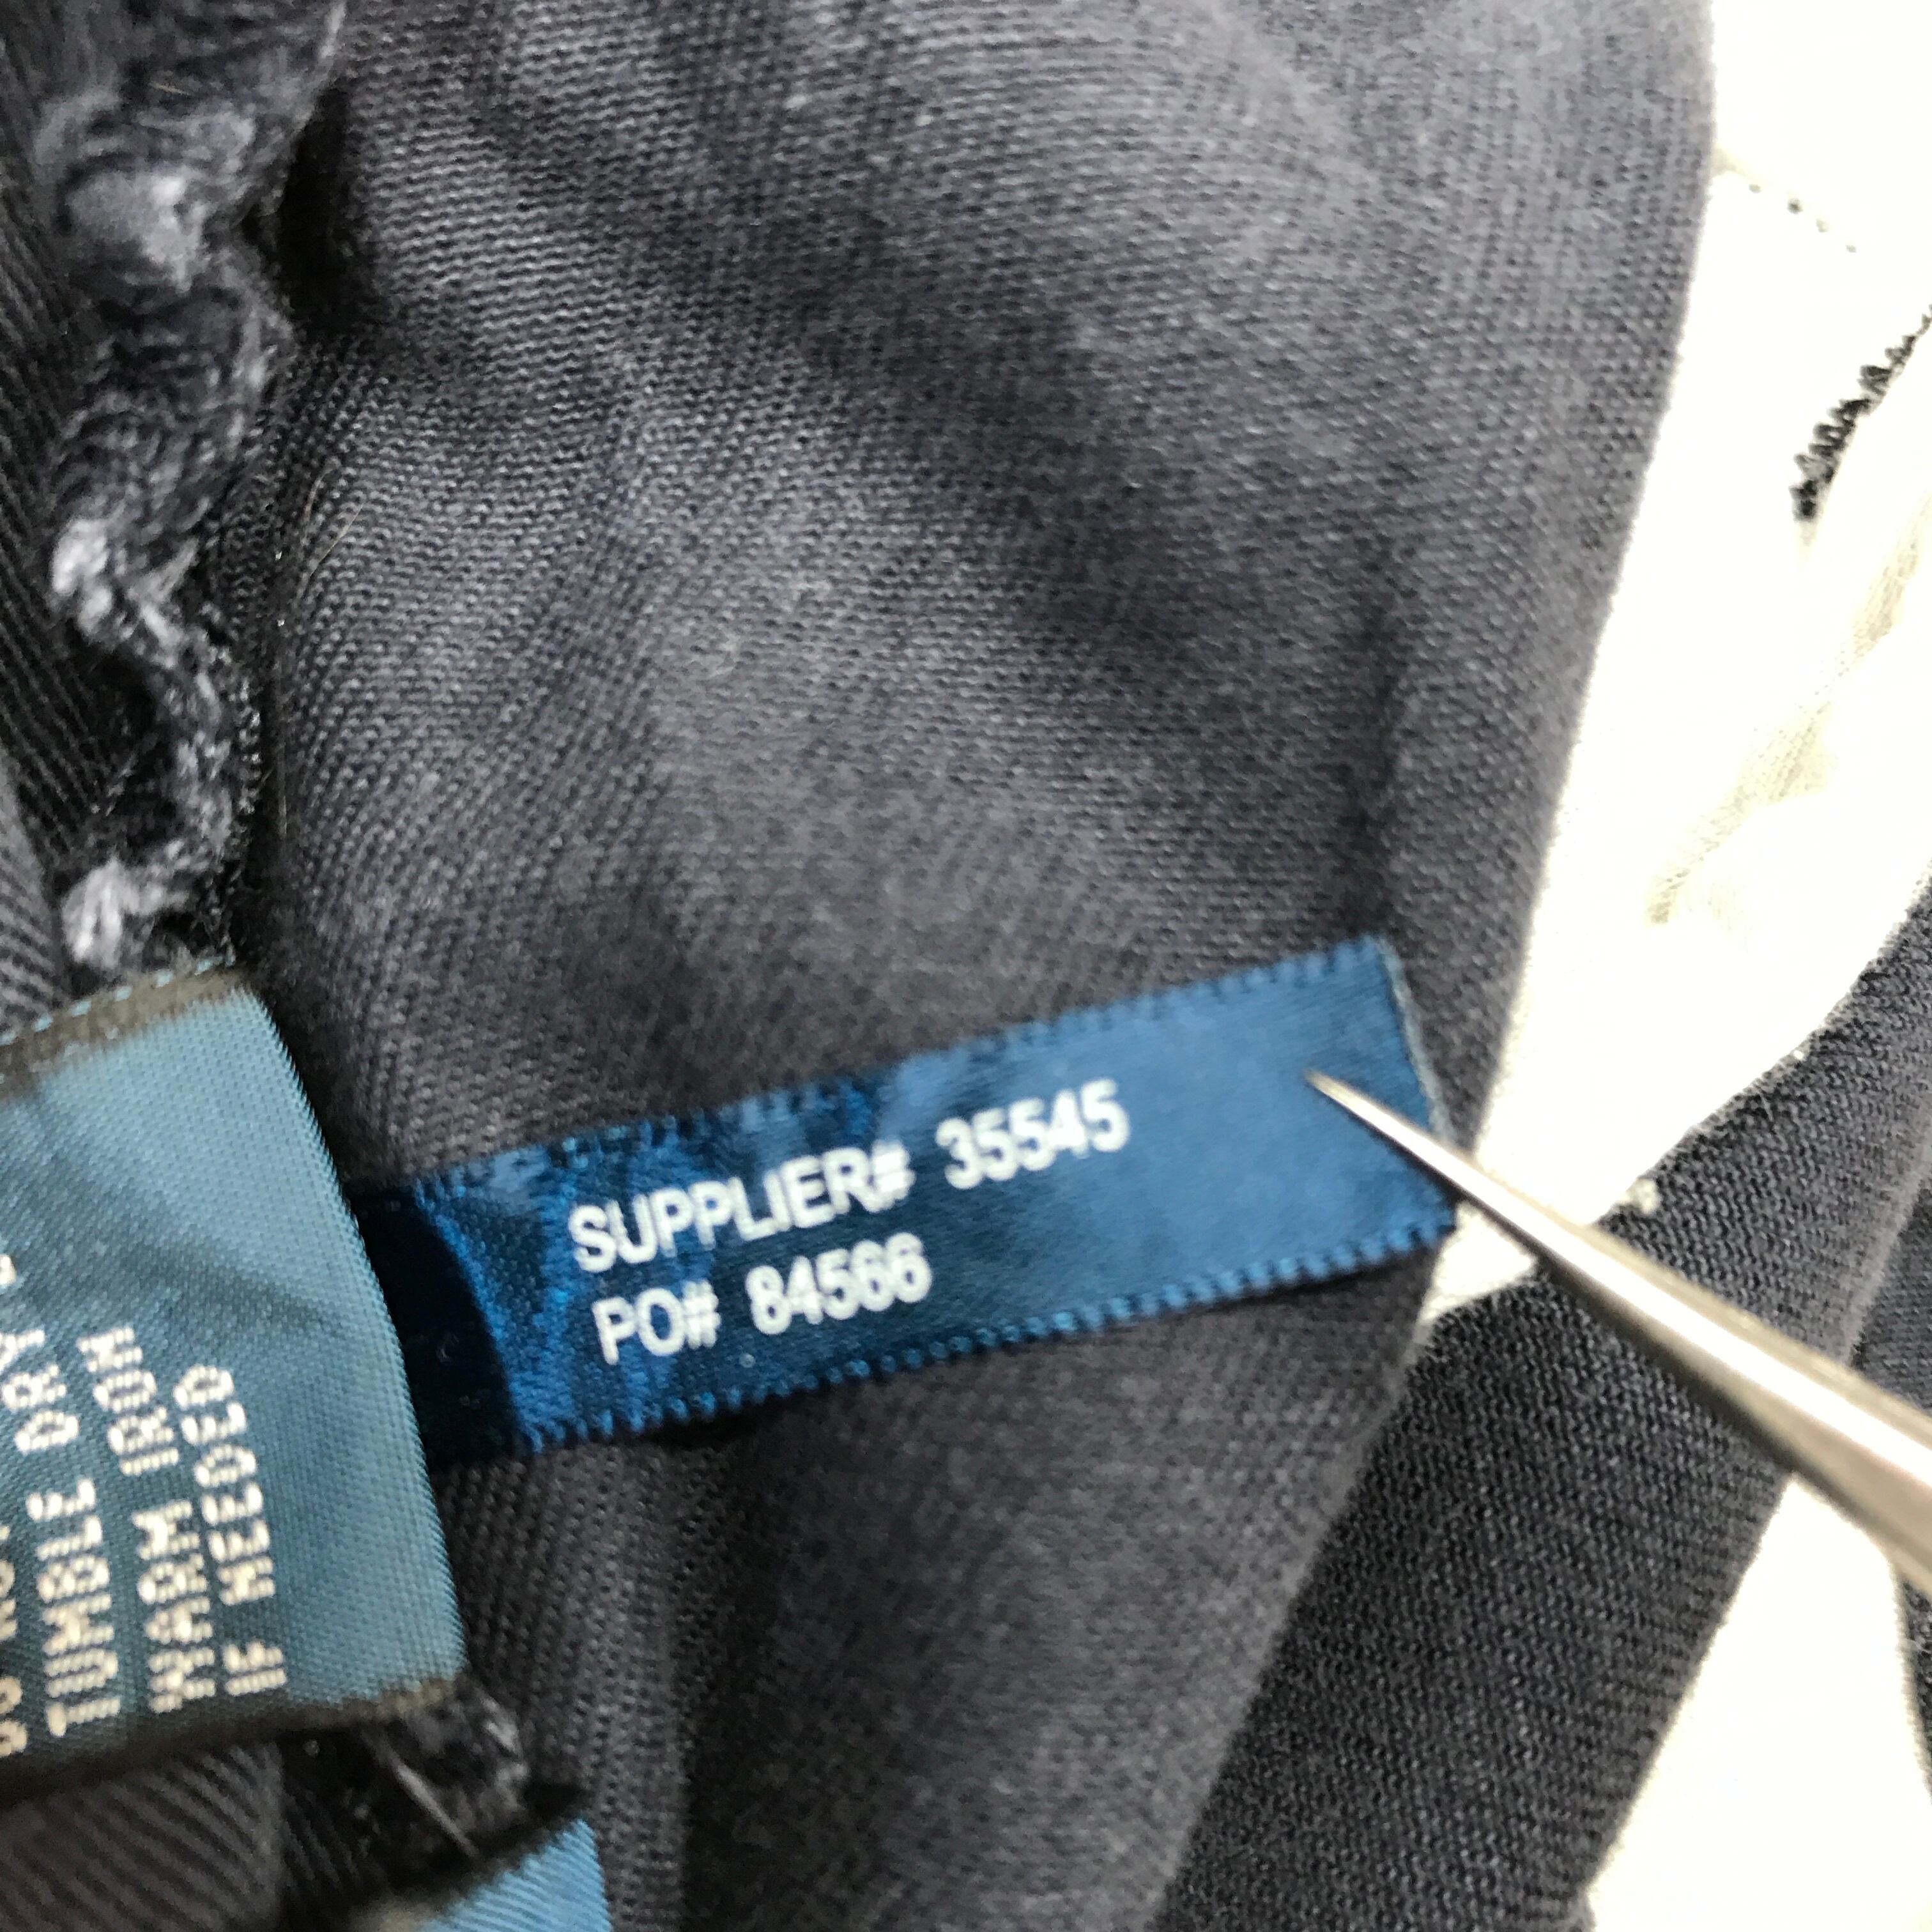 SUPPLIER# 35545
PO# 84566
TUMBLE DRY
WARM IRON
IF NEEDED